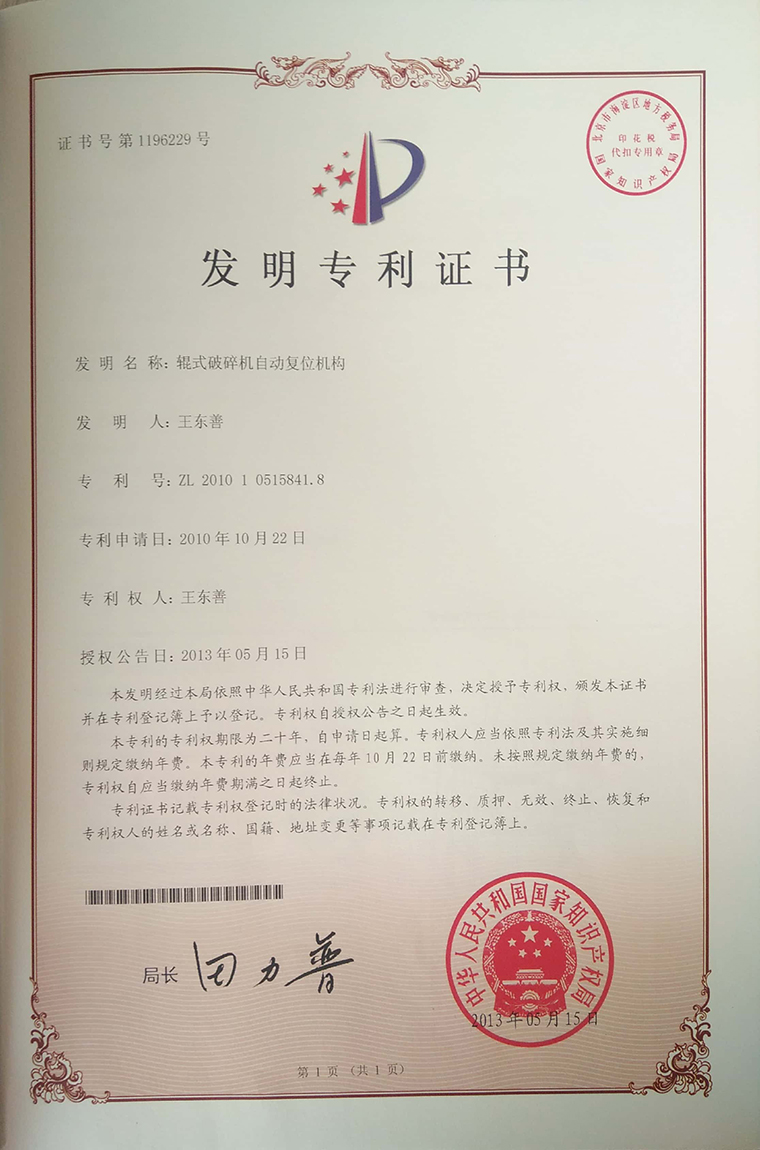 证书号第1196229号
北京市海淀区地方税务局
印花税
代扣专用章
国家知识产权局
发明专利证书
发明名称：辊式破碎机自动复位机构
发明人：王东善
专利号：ZL 2010 1 0515841.8
专利申请日：2010年10月22日
专利权人：王东善
授权公告日：2013年05月15日
本发明经过本局依照中华人民共和国专利法进行审查，决定授予专利权，颁发本证书
并在专利登记簿上予以登记。专利权自授权公告之日起生效。
本专利的专利权期限为二十年，自申请日起算。专利权人应当依照专利法及其实施细
则规定缴纳年费。本专利的年费应当在每年10月22日前缴纳。未按照规定缴纳年费的，
专利权自应当缴纳年费期满之日起终止。
专利证书记载专利权登记时的法律状况。专利权的转移、质押、无效、终止、恢复和
专利权人的姓名或名称、国籍、地址变更等事项记载在专利登记簿上。
局长 田力普
中华人民共和国国家知识产权局
2013年05月15日
第1页（共1页）